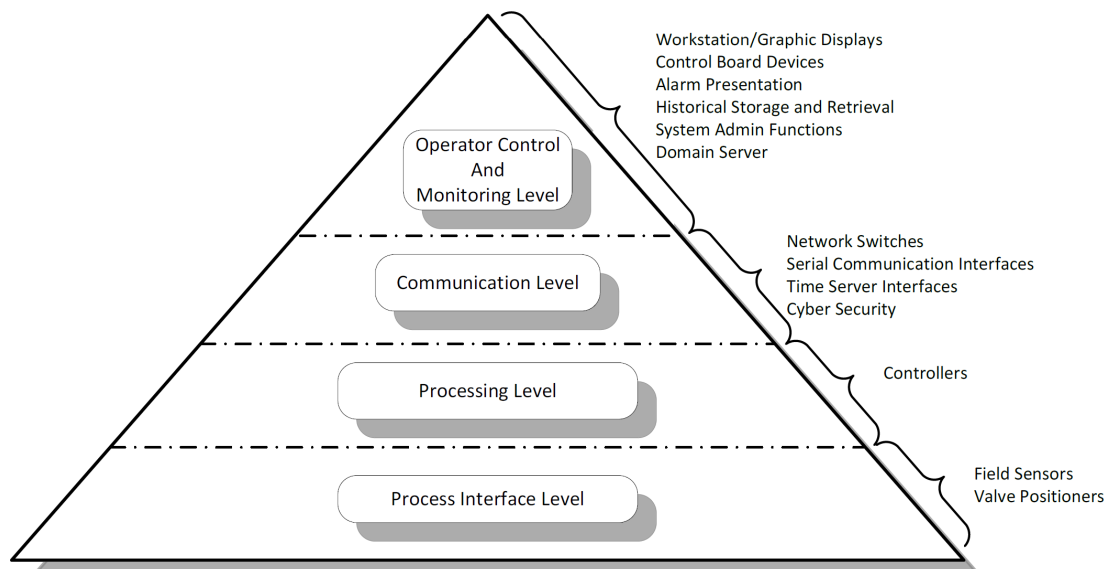 Workstation/Graphic Displays
Control Board Devices
Alarm Presentation
Historical Storage and Retrieval
System Admin Functions
Domain Server
Operator Control
And
Monitoring Level
Network Switches
Serial Communication Interfaces
Time Server Interfaces
Cyber Security
Communication Level
Controllers
Processing Level
Field Sensors
Valve Positioners
Process Interface Level